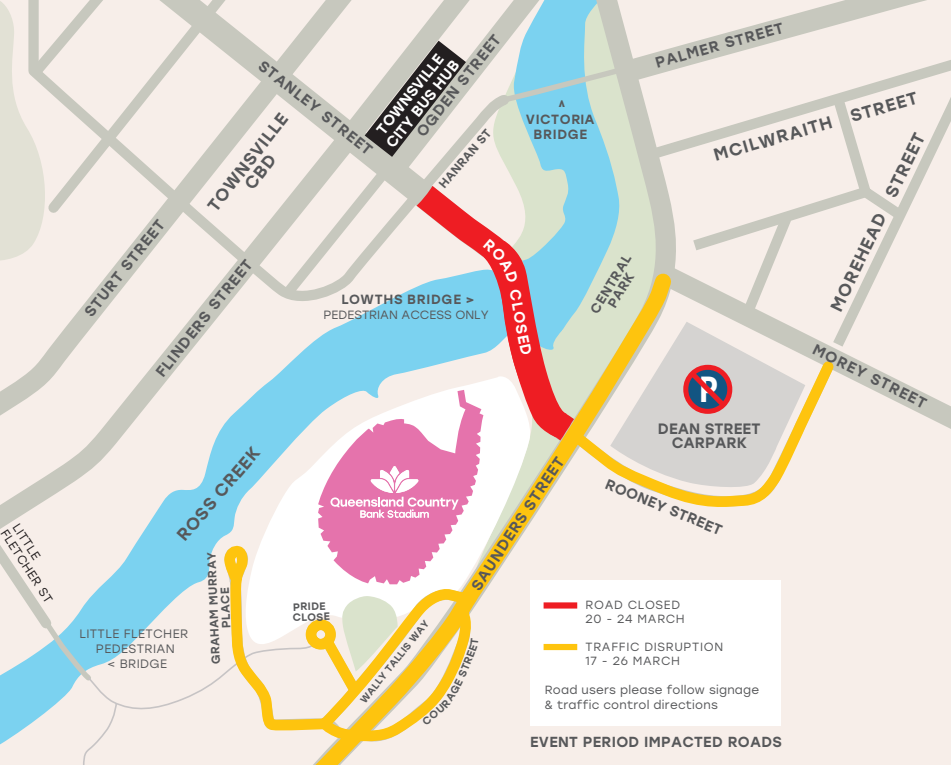 PALMER STREET
STANLEY STREET
TOWNSVILLE
CITY BUS HUB
OGDEN STREET
HANRAN ST
∧
VICTORIA
BRIDGE
MCILWRAITH STREET
MOREHEAD STREET
TOWNSVILLE
CBD
STURT STREET
FLINDERS STREET
LOWTHS BRIDGE >
PEDESTRIAN ACCESS ONLY
ROAD CLOSED
CENTRAL
PARK
MOREY STREET
P
DEAN STREET
CARPARK
ROONEY STREET
ROSS CREEK
Queensland Country
Bank Stadium
SAUNDERS STREET
LITTLE
FLETCHER ST
GRAHAM MURRAY
PLACE
PRIDE
CLOSE
LITTLE FLETCHER
PEDESTRIAN
< BRIDGE
WALLY TALLIS WAY
COURAGE STREET
ROAD CLOSED
20 - 24 MARCH
TRAFFIC DISRUPTION
17 - 26 MARCH
Road users please follow signage
& traffic control directions
EVENT PERIOD IMPACTED ROADS